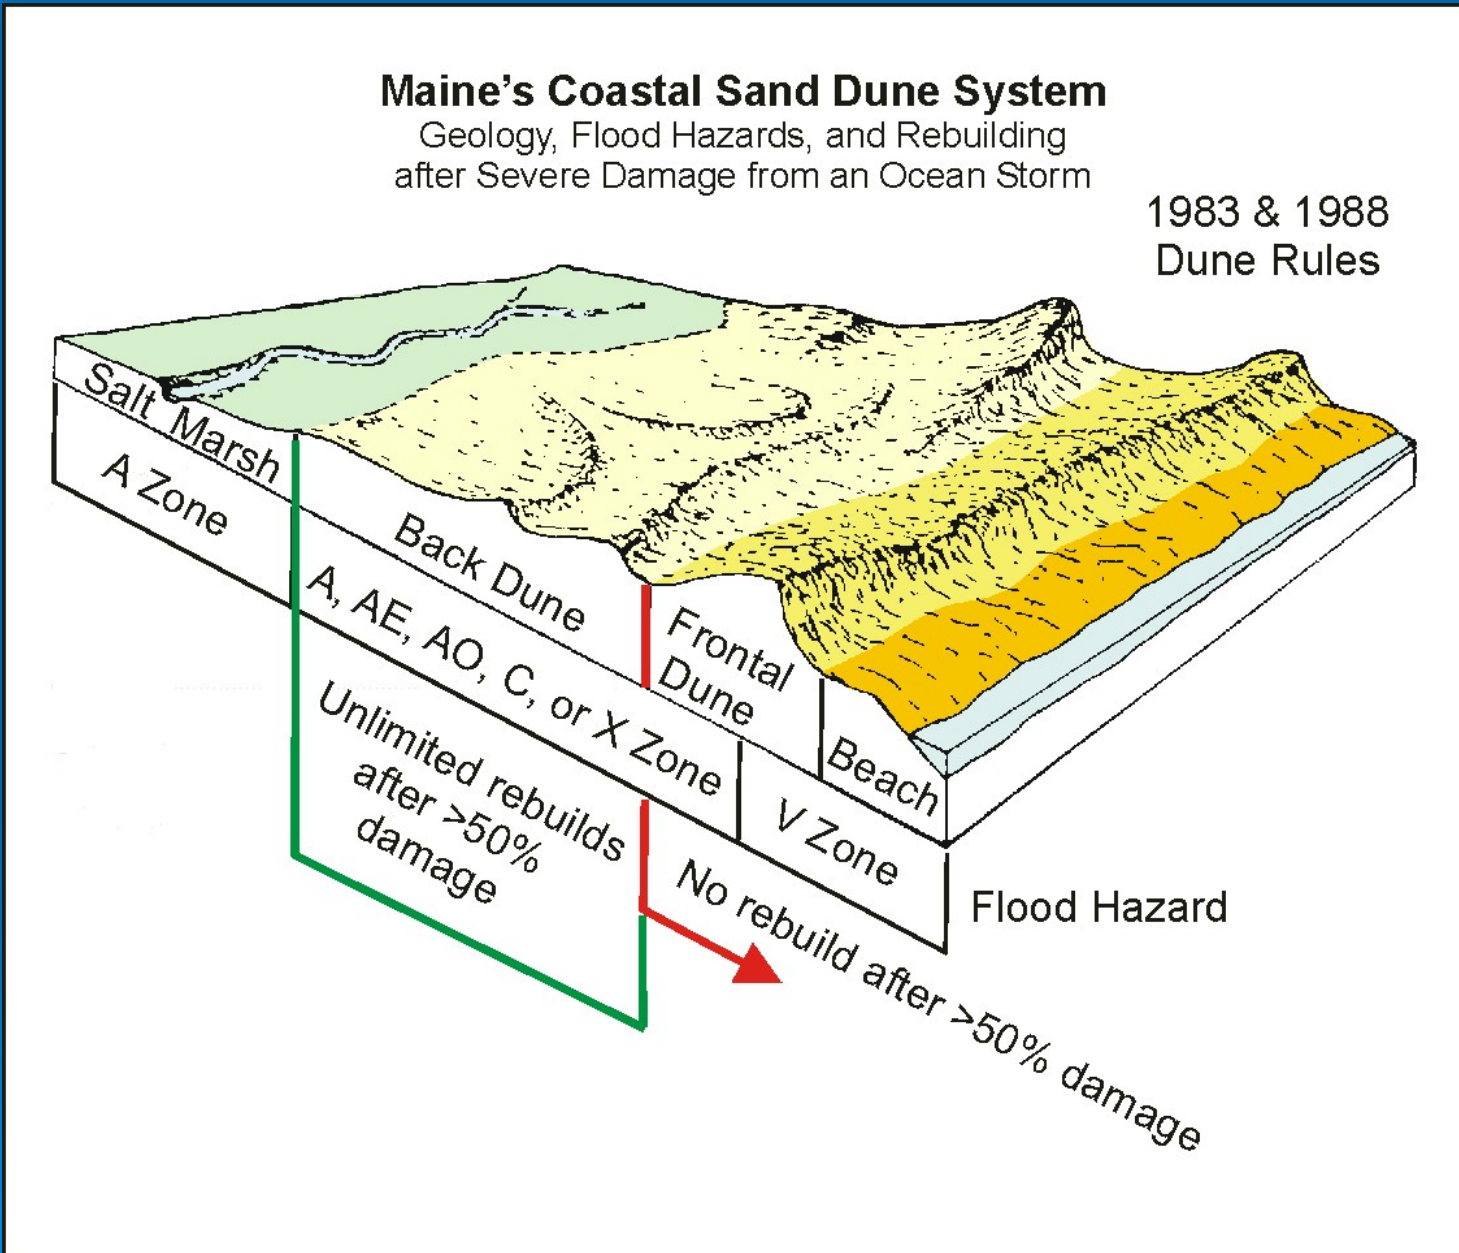 Maine's Coastal Sand Dune System
Geology, Flood Hazards, and Rebuilding
after Severe Damage from an Ocean Storm
1983 & 1988
Dune Rules
Salt Marsh
A Zone
Back Dune
A, AE, AO, C, or X Zone
Frontal
Dune
Beach
V Zone
Flood Hazard
Unlimited rebuilds
after >50%
damage
No rebuild after >50% damage